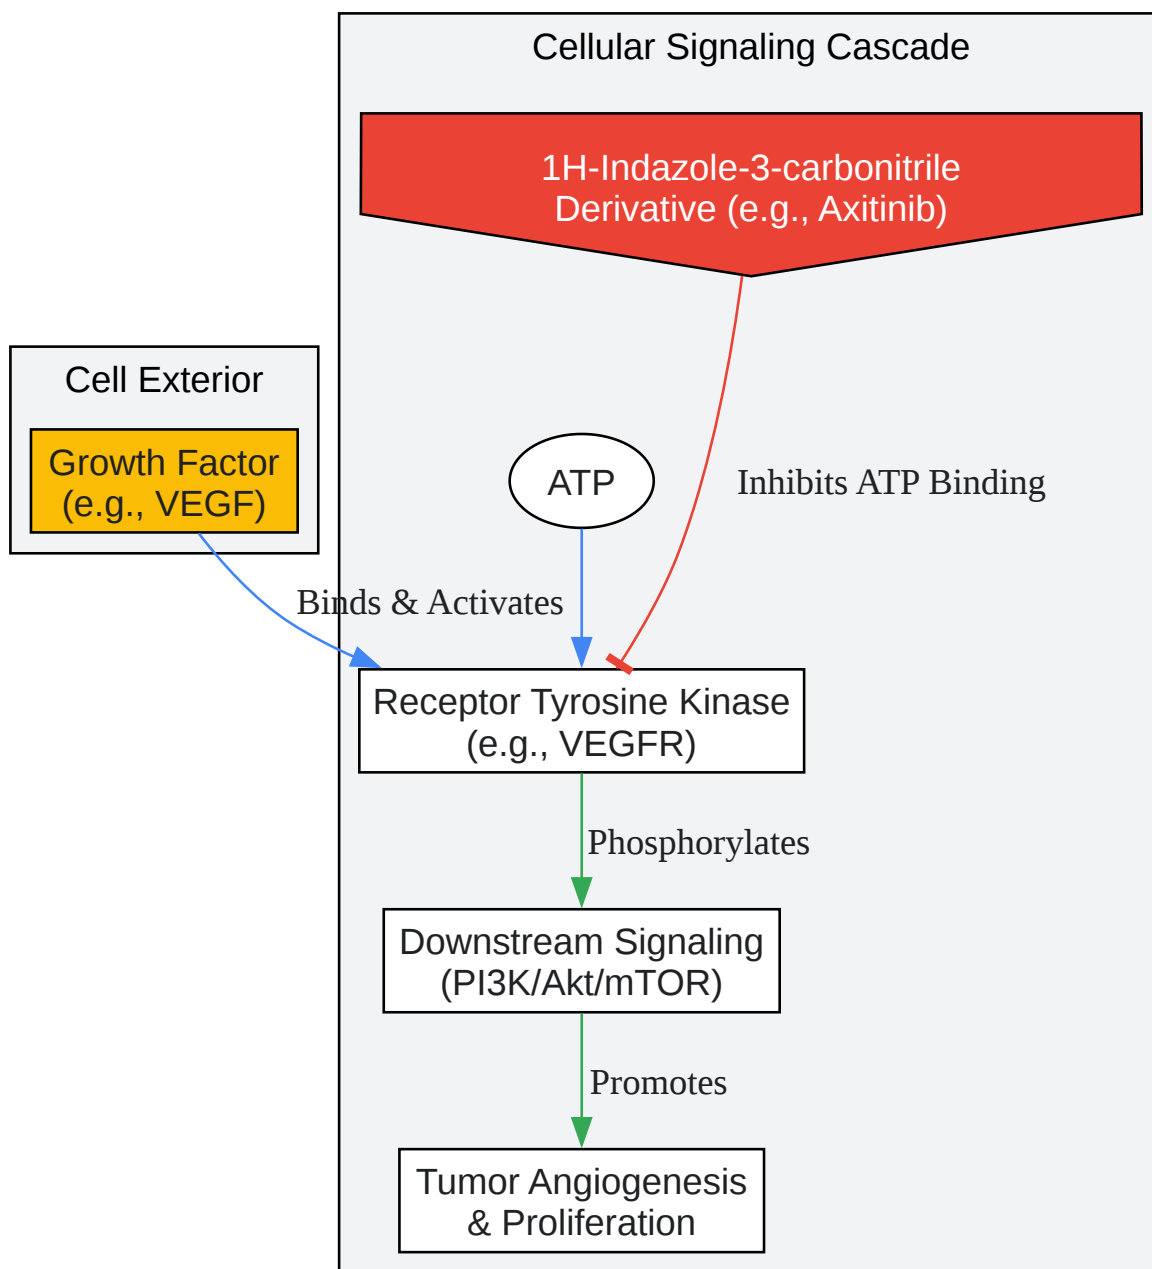 Cellular Signaling Cascade
1H-Indazole-3-carbonitrile
Derivative (e.g., Axitinib)
Cell Exterior
Growth Factor
(e.g., VEGF)
ATP
Inhibits ATP Binding
Binds & Activates
Receptor Tyrosine Kinase
(e.g., VEGFR)
Phosphorylates
Downstream Signaling
(PI3K/Akt/mTOR)
Promotes
Tumor Angiogenesis
& Proliferation